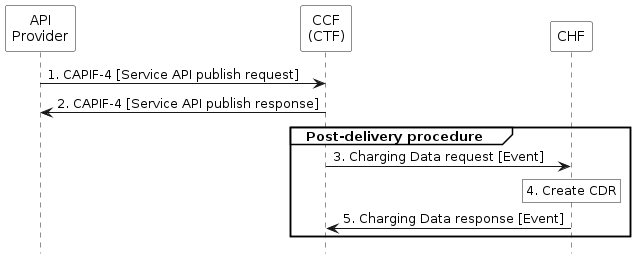 API
Provider
CCF
(CTF)
CHF
1. CAPIF-4 [Service API publish request]
2. CAPIF-4 [Service API publish response]
Post-delivery procedure
3. Charging Data request [Event]
4. Create CDR
5. Charging Data response [Event]